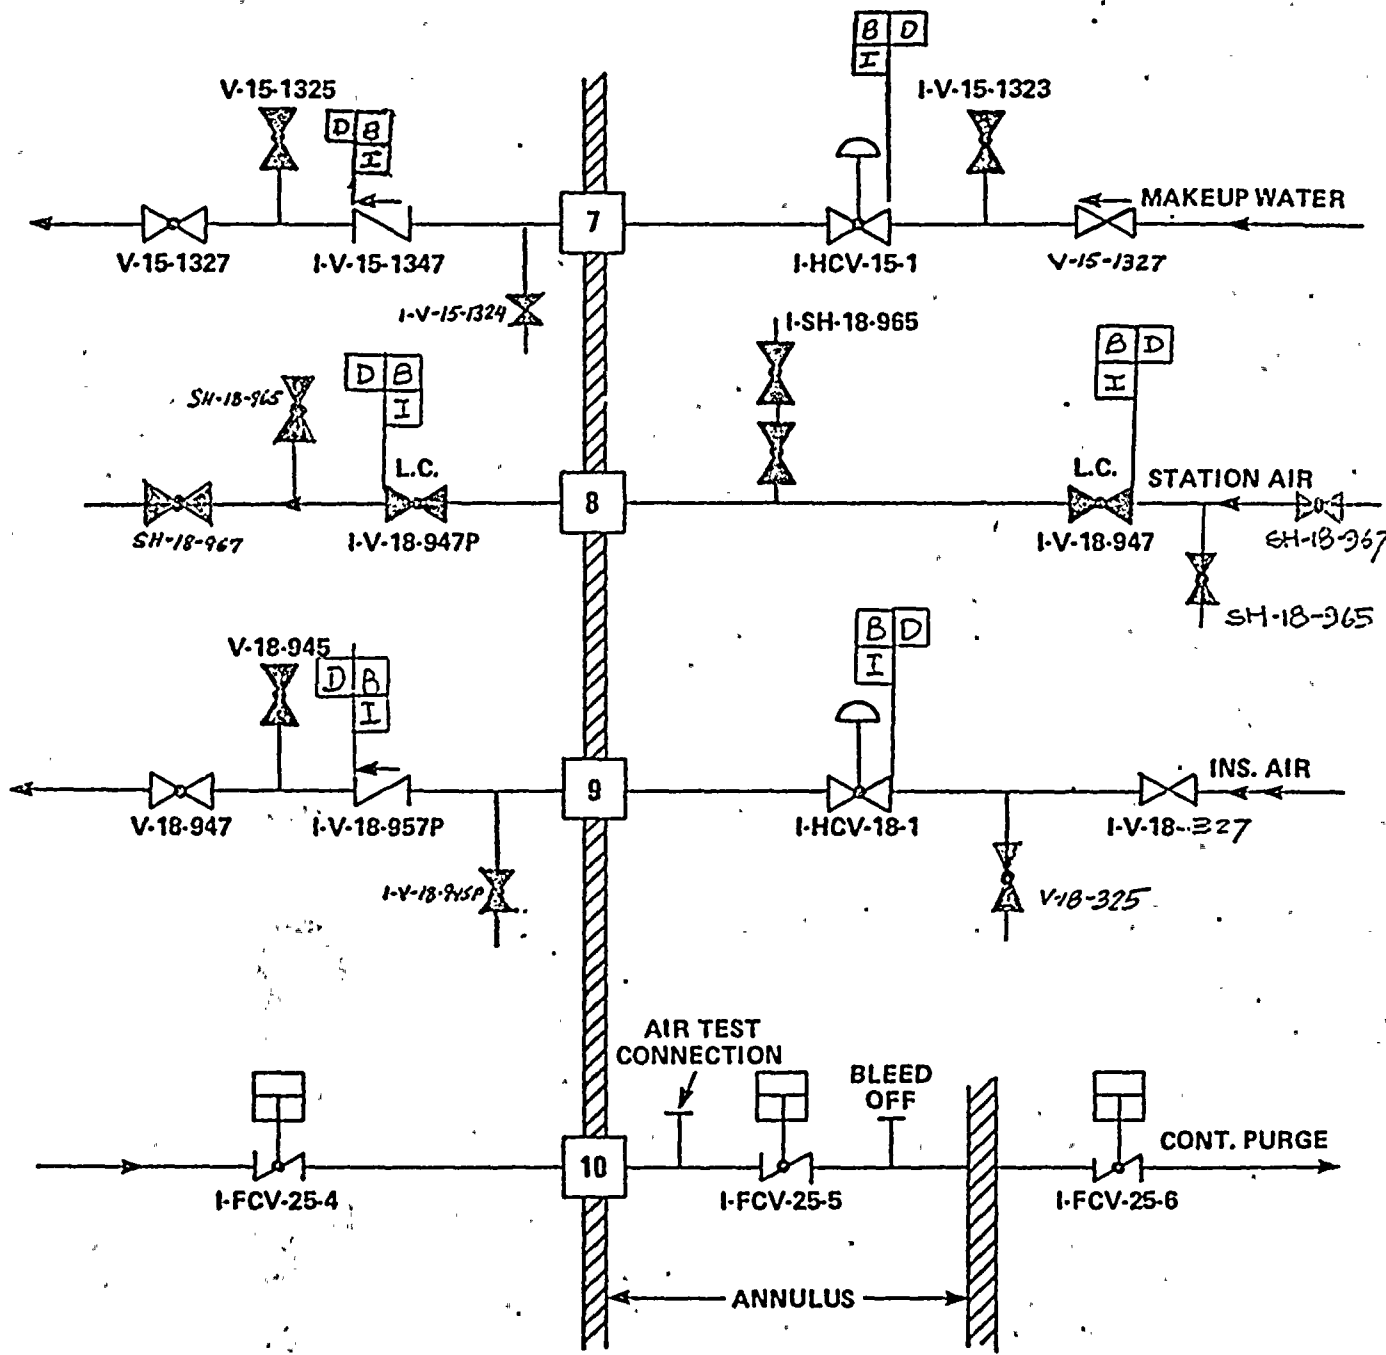 B D
I
V-15-1325
D B
I
I-V-15-1323
7
MAKEUP WATER
V-15-1327
I-V-15-1347
I-HCV-15-1
V-15-1327
I-V-15-1324
I-SH-18-965
B D
I
D B
I
SH-18-965
L.C.
L.C.
STATION AIR
8
SH-18-967
I-V-18-947P
I-V-18-947
SH-18-967
SH-18-965
B D
I
V-18-945
D B
I
9
INS. AIR
V-18-947
I-V-18-957P
I-HCV-18-1
I-V-18-327
I-V-18-945P
V-18-325
AIR TEST
CONNECTION
BLEED
OFF
10
CONT. PURGE
I-FCV-25-4
I-FCV-25-5
I-FCV-25-6
ANNULUS